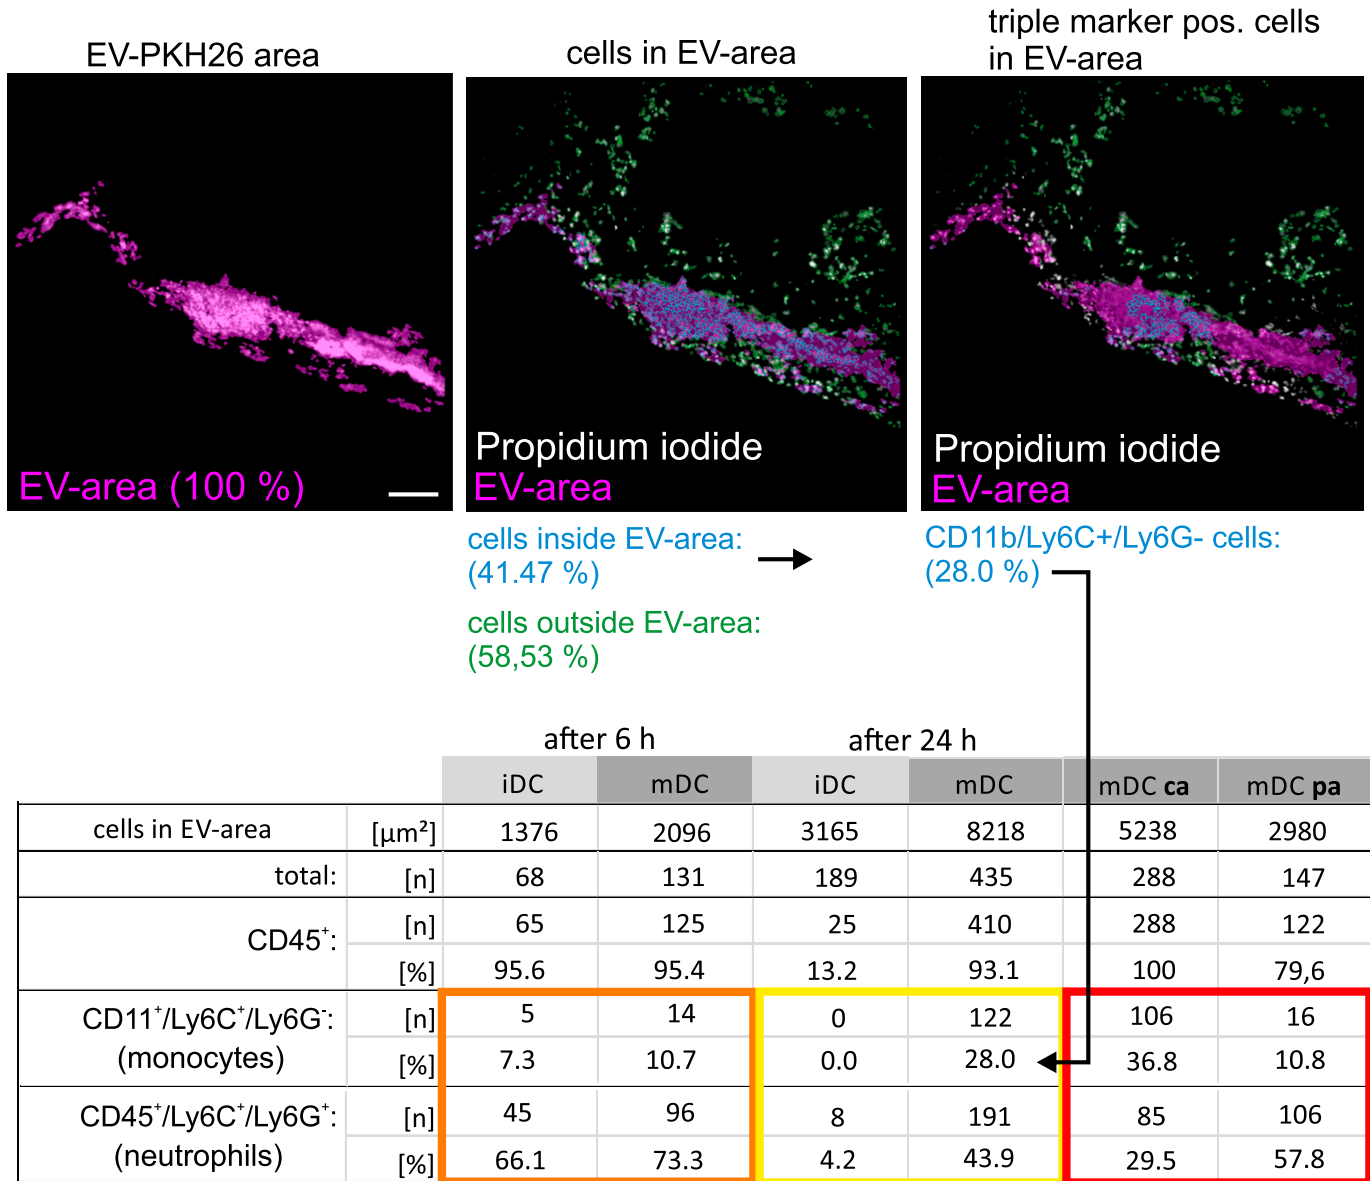 EV-PKH26 area
cells in EV-area
triple marker pos. cells
in EV-area
EV-area (100 %)
Propidium iodide
EV-area
Propidium iodide
EV-area
cells inside EV-area:
(41.47 %)
cells outside EV-area:
(58,53 %)
CD11b/Ly6C+/Ly6G- cells:
(28.0 %)
after 6 h after 24 h
iDC mDC iDC mDC mDC ca mDC pa
cells in EV-area [µm²] 1376 2096 3165 8218 5238 2980
total: [n] 68 131 189 435 288 147
CD45⁺: [n] 65 125 25 410 288 122
[%] 95.6 95.4 13.2 93.1 100 79,6
CD11⁺/Ly6C⁺/Ly6G⁻: [n] 5 14 0 122 106 16
(monocytes) [%] 7.3 10.7 0.0 28.0 36.8 10.8
CD45⁺/Ly6C⁺/Ly6G⁺: [n] 45 96 8 191 85 106
(neutrophils) [%] 66.1 73.3 4.2 43.9 29.5 57.8